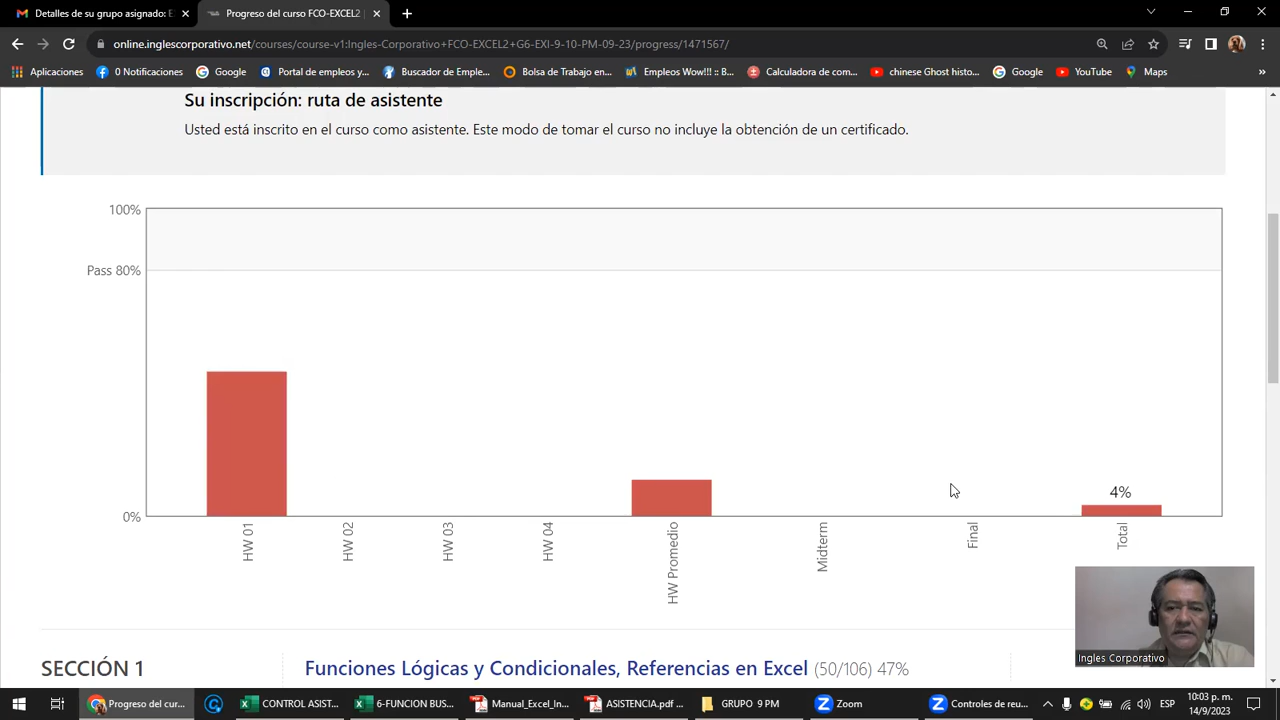 Detalles de su grupo asignado: E
Progreso del curso FCO-EXCEL2 |
online.inglescorporativo.net/courses/course-v1:Ingles-Corporativo+FCO-EXCEL2+G6-EXI-9-10-PM-09-23/progress/1471567/
Aplicaciones
0 Notificaciones
Google
Portal de empleos y...
Buscador de Emple...
Bolsa de Trabajo en...
Empleos Wow!!! :: B...
Calculadora de com...
chinese Ghost histo...
Google
YouTube
Maps
Su inscripción: ruta de asistente
Usted está inscrito en el curso como asistente. Este modo de tomar el curso no incluye la obtención de un certificado.
100%
Pass 80%
0%
4%
HW 01
HW 02
HW 03
HW 04
HW Promedio
Midterm
Final
Total
Ingles Corporativo
SECCIÓN 1
Funciones Lógicas y Condicionales, Referencias en Excel (50/106) 47%
Progreso del cur...
CONTROL ASIST...
6-FUNCION BUS...
Manual_Excel_In...
ASISTENCIA.pdf ...
GRUPO 9 PM
Zoom
Controles de reu...
ESP
10:03 p. m.
14/9/2023